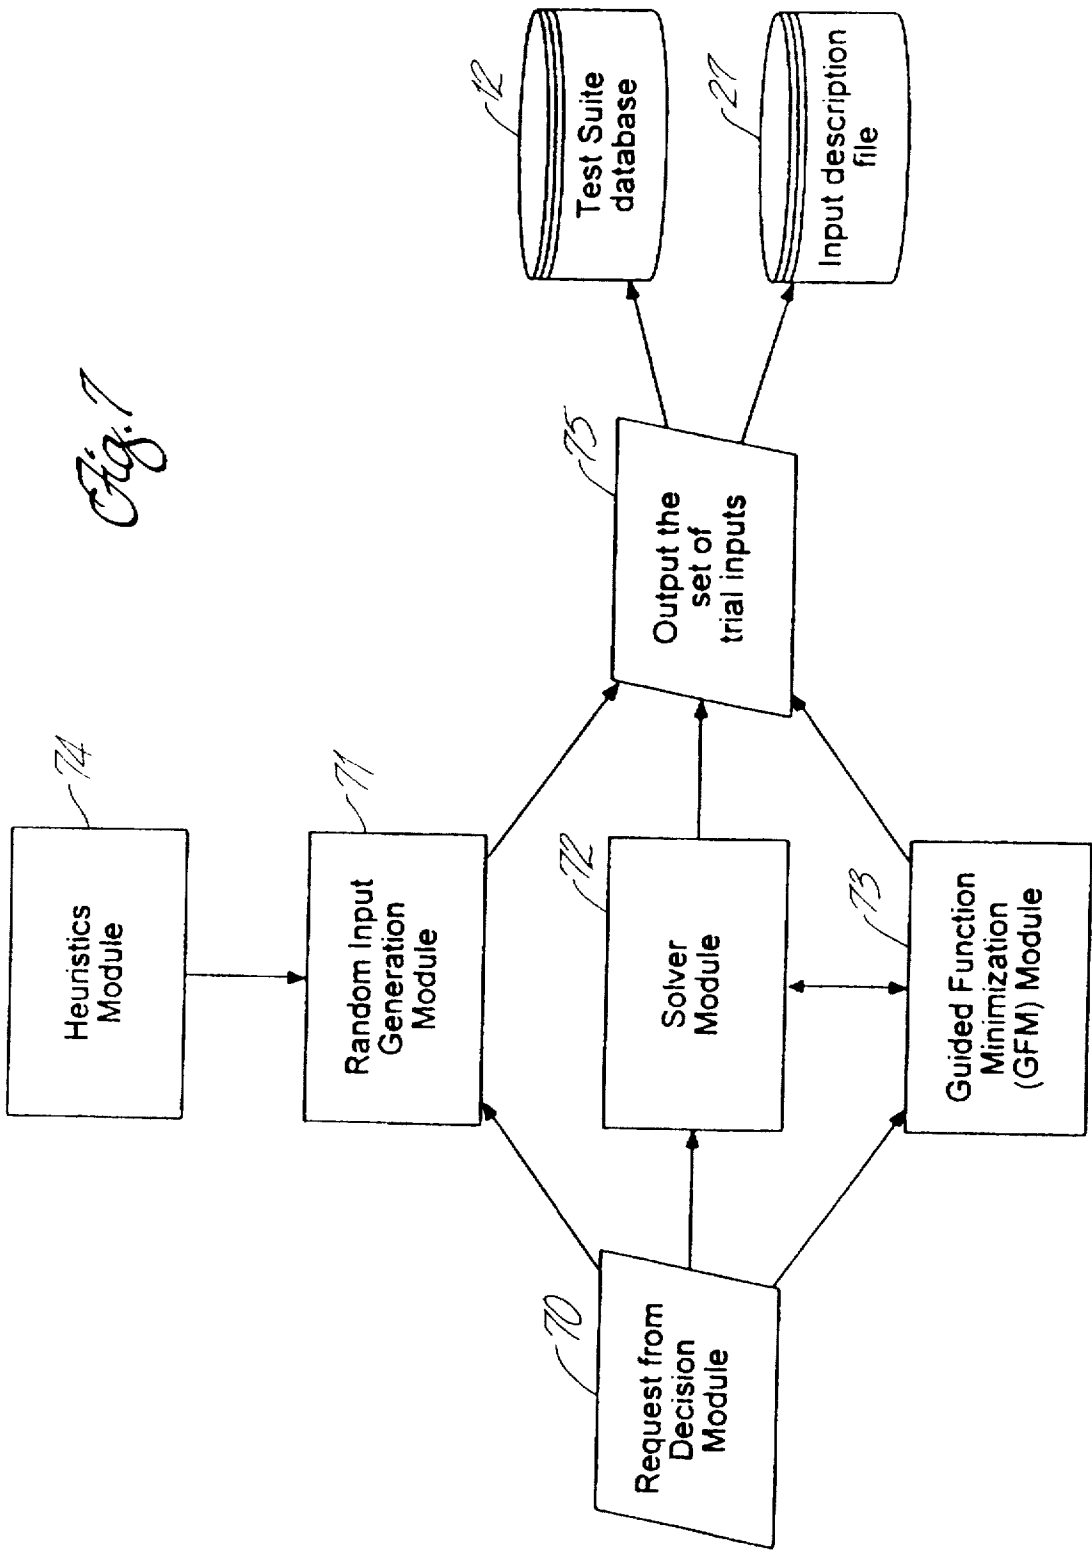 Fig. 7
Heuristics
Module
74
Random Input
Generation
Module
71
Request from
Decision
Module
70
Solver
Module
72
Output the
set of
trial inputs
75
Test Suite
database
12
Guided Function
Minimization
(GFM) Module
73
Input description
file
27